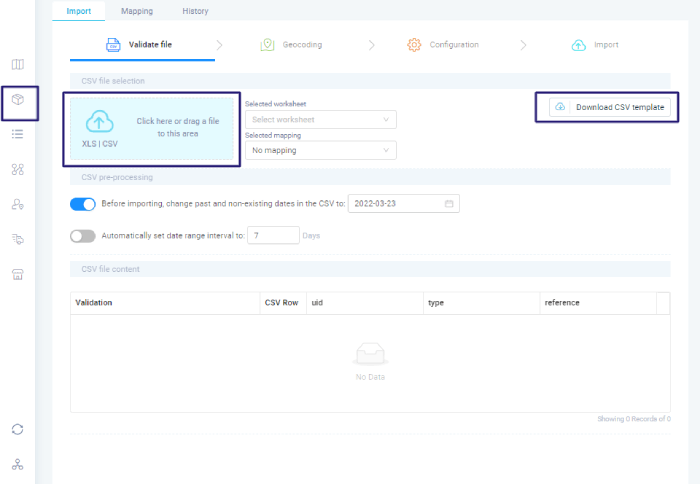 Import Mapping History
CSV Validate file Geocoding Configuration Import
CSV file selection
Click here or drag a file
to this area
XLS | CSV
Selected worksheet
Select worksheet
Selected mapping
No mapping
Download CSV template
CSV pre-processing
Before importing, change past and non-existing dates in the CSV to: 2022-03-23
Automatically set date range interval to: 7 Days
CSV file content
Validation CSV Row uid type reference
No Data
Showing 0 Records of 0